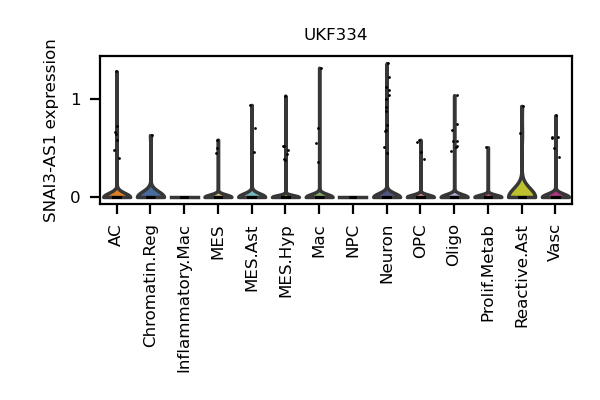 UKF334
SNAI3-AS1 expression
1
0
AC
Chromatin.Reg
Inflammatory.Mac
MES
MES.Ast
MES.Hyp
Mac
NPC
Neuron
OPC
Oligo
Prolif.Metab
Reactive.Ast
Vasc